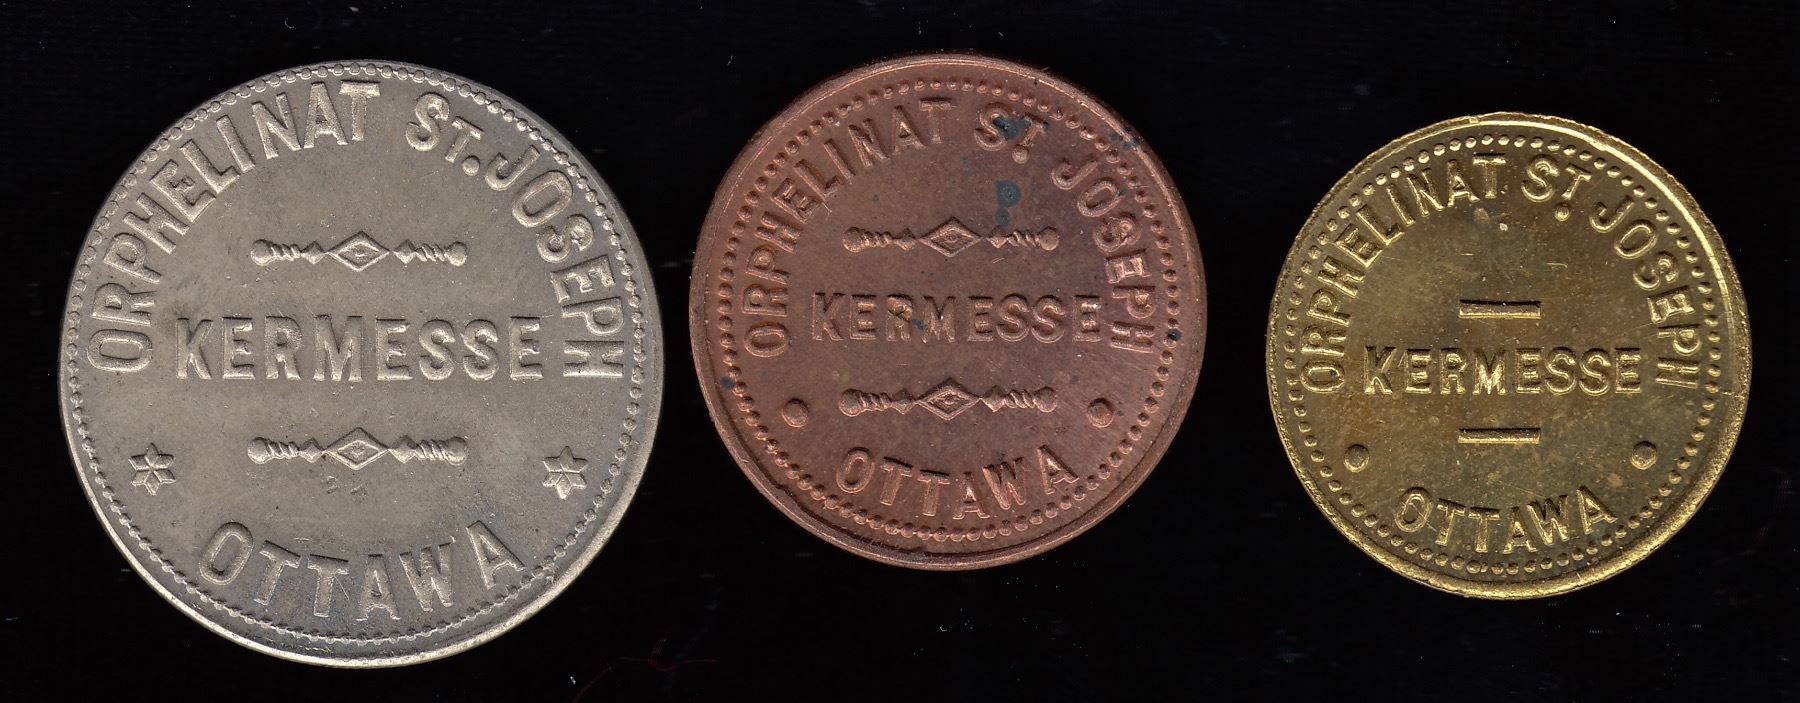 ORPHELINAT ST. JOSEPH
KERMESSE
OTTAWA
ORPHELINAT ST. JOSEPH
KERMESSE
OTTAWA
ORPHELINAT ST. JOSEPH
KERMESSE
OTTAWA